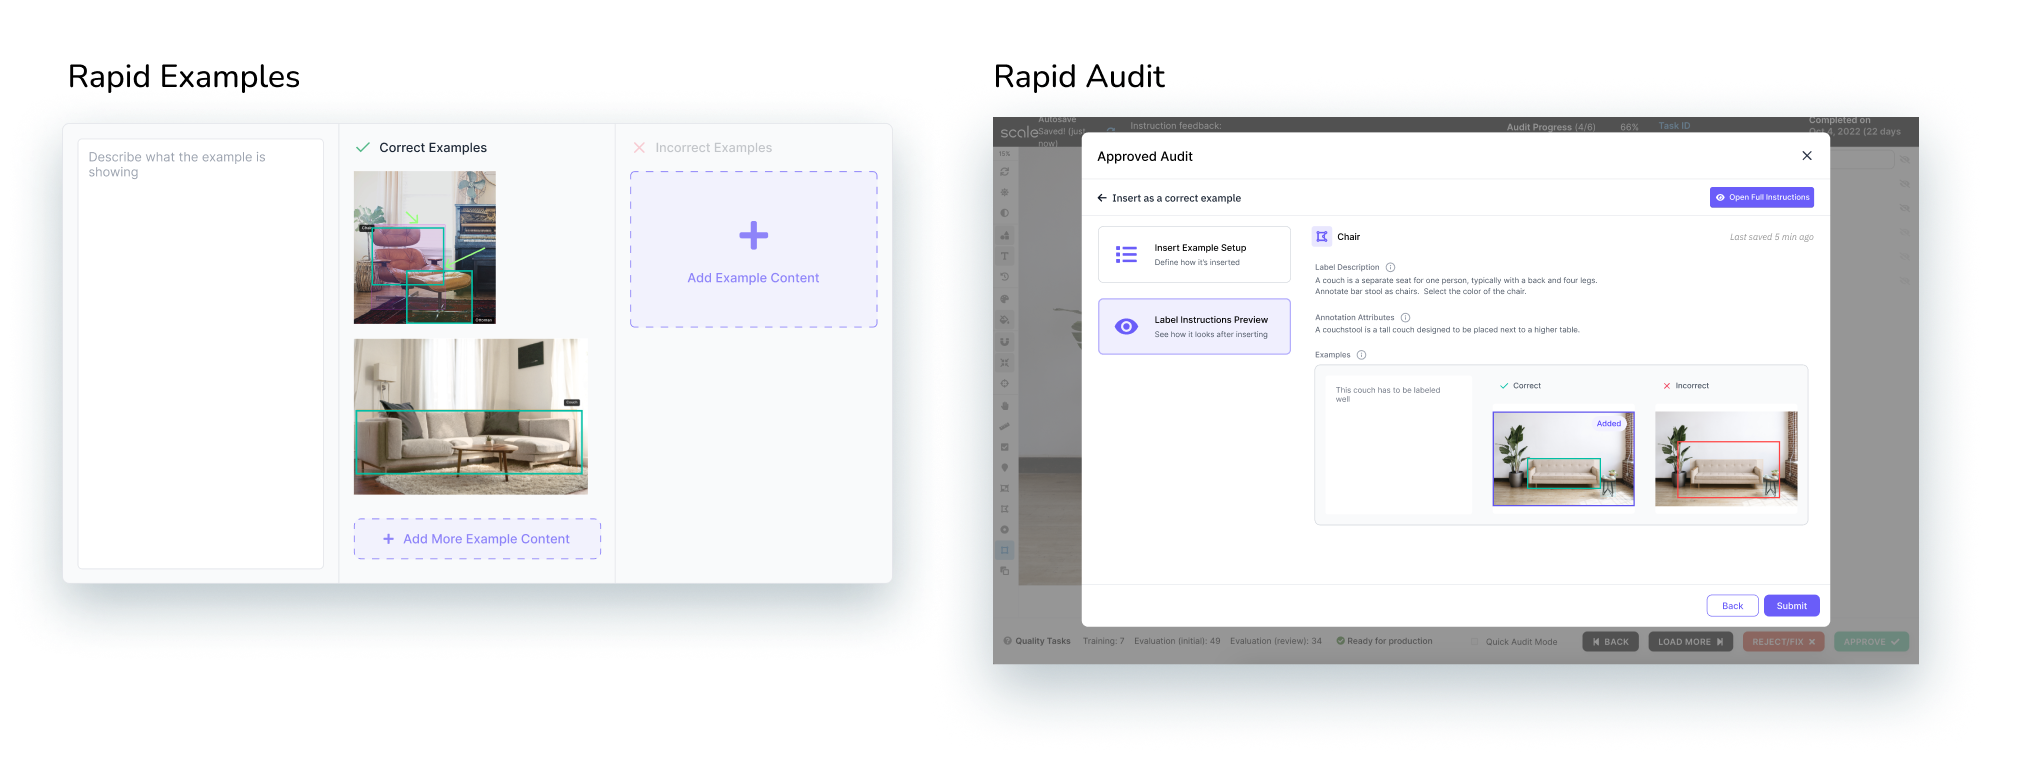 Rapid Examples
Describe what the example is
showing
Correct Examples
Add More Example Content
Incorrect Examples
Add Example Content
Chair
Ottoman
Couch
Rapid Audit
scale
Autosave
Saved! (just
now)
Instruction feedback:
Audit Progress (4/6)
66%
Task ID
Completed on
Oct 4, 2022 (22 days
15%
Approved Audit
Insert as a correct example
Open Full Instructions
Insert Example Setup
Define how it's inserted
Label Instructions Preview
See how it looks after inserting
Chair
Last saved 5 min ago
Label Description
A couch is a separate seat for one person, typically with a back and four legs.
Annotate bar stool as chairs. Select the color of the chair.
Annotation Attributes
A couchstool is a tall couch designed to be placed next to a higher table.
Examples
This couch has to be labeled
well
Correct
Added
Incorrect
Back
Submit
Quality Tasks
Training: 7
Evaluation (initial): 49
Evaluation (review): 34
Ready for production
Quick Audit Mode
BACK
LOAD MORE
REJECT/FIX
APPROVE